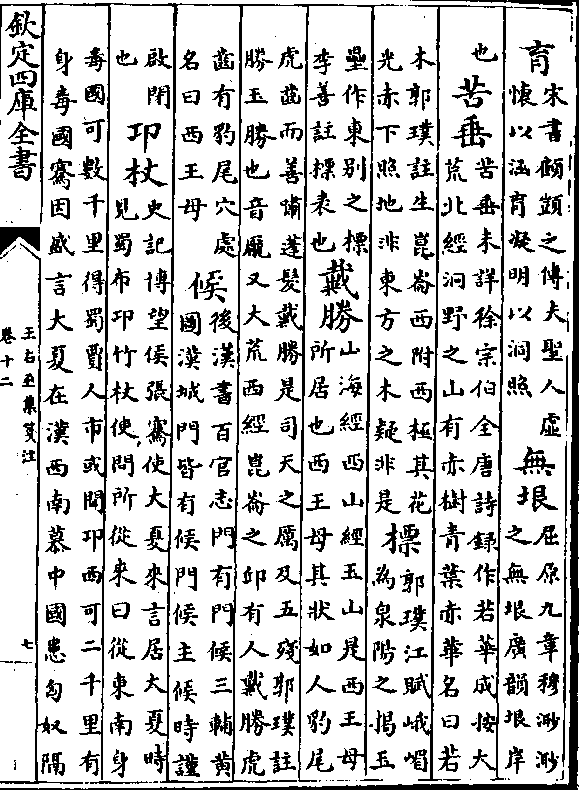 育
宋書顧顗之傳夫聖人虛
懷以涵育凝明以洞照
無垠
屈原九章穆渺渺
之無垠廣韻垠岸
也
苦垂
苦垂未詳徐宗伯全唐詩録作若華成按大
荒北經泂野之山有赤樹青葉赤華名曰若
木郭璞註生崑崙西附西極其花
光赤下照地非東方之木疑非是
標
郭璞江賦峨嵋
為泉陽之揭玉
壘作東別之標
李善註標表也
戴勝
山海經西山經玉山是西王母
所居也西王母其狀如人豹尾
虎齒而善嘯蓬髮戴勝是司天之厲及五殘郭璞註
勝玉勝也音龎又大荒西經崑崙之邱有人戴勝虎
齒有豹尾穴處
名曰西王母
候
後漢書百官志門有門候三輔黄
圖漢城門皆有候門候主候時謹
啟閉
也
卭杖
史記博望侯張騫使大夏來言居大夏時
見蜀布卭竹杖使問所從來曰從東南身
毒國可數千里得蜀賈人市或聞卭西可二千里有
身毒國騫因盛言大夏在漢西南慕中國患匈奴隔
欽定四庫全書
王右丞集箋注
卷十二
七